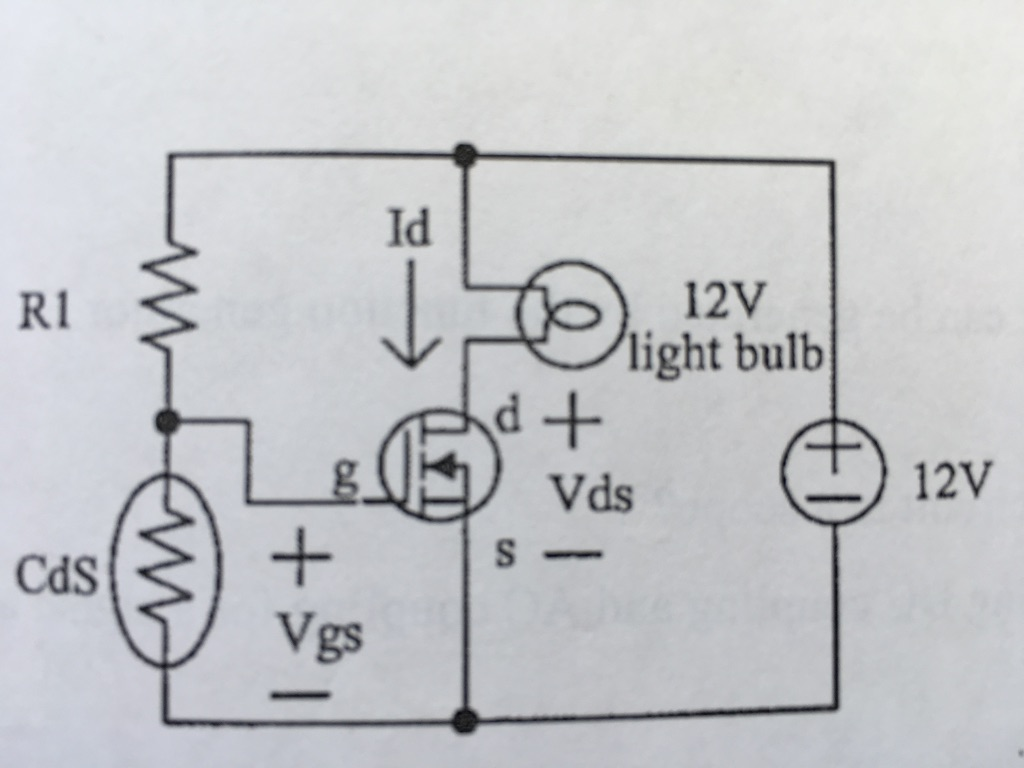 Id
R1
12V
light bulb
d +
g
Vds
12V
s −
CdS
+
Vgs
−
+
−